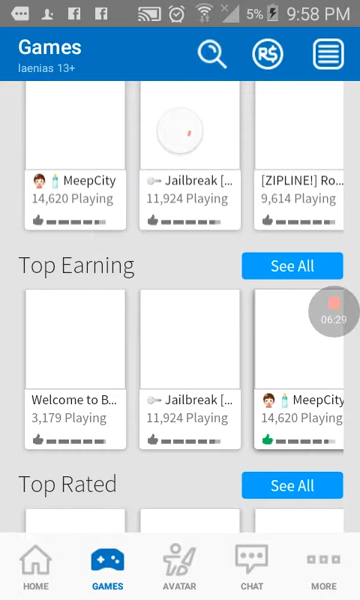 5% 9:58 PM
Games
R$
laenias 13+
MeepCity
Jailbreak [...
[ZIPLINE!] Ro...
14,620 Playing
11,924 Playing
9,614 Playing
Top Earning
See All
06:29
Welcome to B...
Jailbreak [...
MeepCity
3,179 Playing
11,924 Playing
14,620 Playing
Top Rated
See All
HOME
GAMES
AVATAR
CHAT
MORE